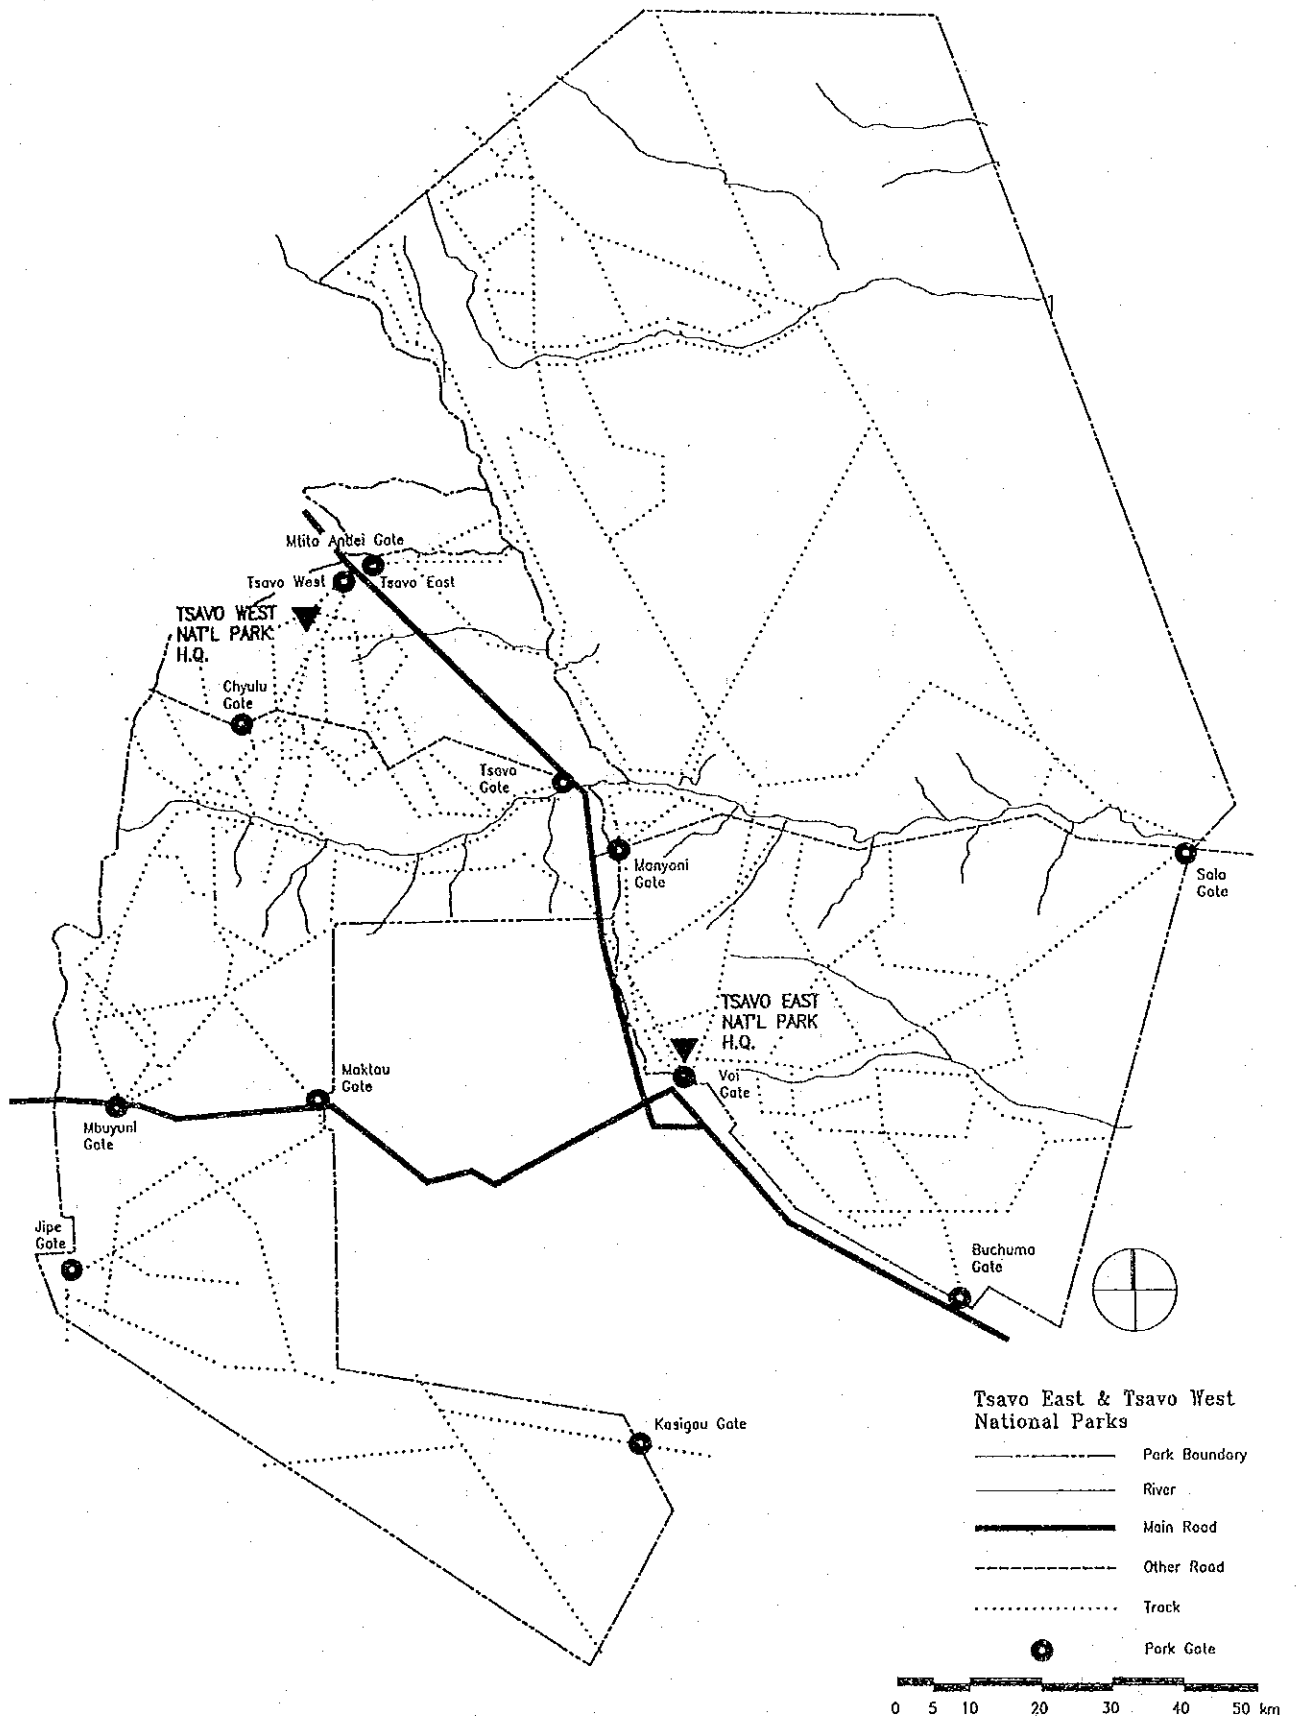 Mtito Andei Gate
Tsavo West
Tsavo East
TSAVO WEST
NAT'L PARK
H.Q.
Chyulu
Gate
Tsavo
Gate
Manyani
Gate
Sala
Gate
TSAVO EAST
NAT'L PARK
H.Q.
Voi
Gate
Maktau
Gate
Mbuyuni
Gate
Jipe
Gate
Buchuma
Gate
Kasigau Gate
Tsavo East & Tsavo West
National Parks
Park Boundary
River
Main Road
Other Road
Track
Park Gate
0 5 10 20 30 40 50 km